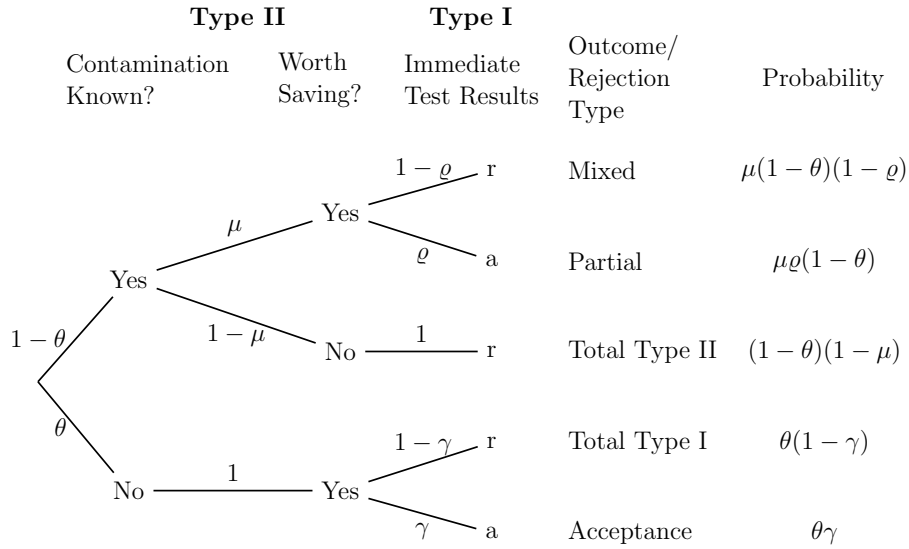 Type II Type I
Contamination Known?
Worth Saving?
Immediate Test Results
Outcome/
Rejection
Type
Probability
1 − ϱ r Mixed μ(1 − θ)(1 − ϱ)
Yes
μ
ϱ a Partial μϱ(1 − θ)
Yes
1 − θ
1 − μ
No 1 r Total Type II (1 − θ)(1 − μ)
θ
1 − γ r Total Type I θ(1 − γ)
No 1 Yes
γ a Acceptance θγ